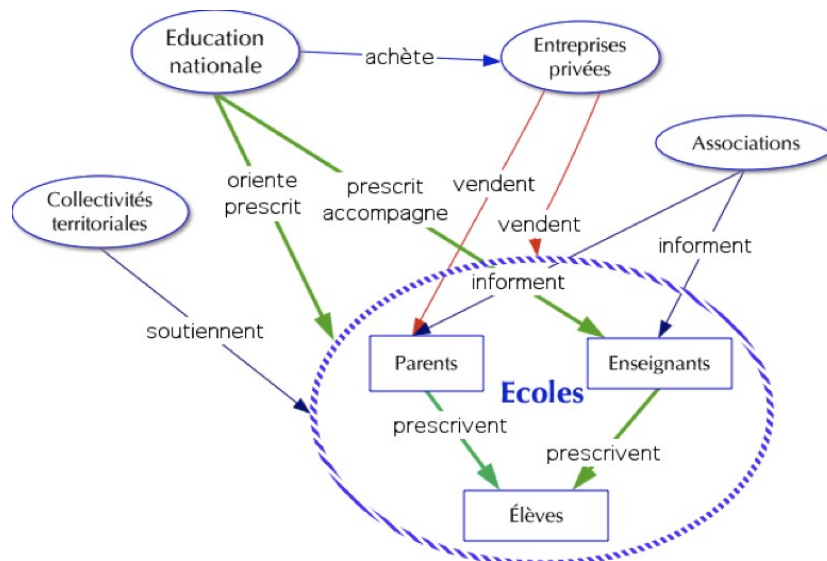 Education
nationale
achète
Entreprises
privées
Associations
Collectivités
territoriales
oriente
prescrit
prescrit
accompagne
vendent
vendent
informent
informent
soutiennent
Parents
Enseignants
Ecoles
prescrivent
prescrivent
Élèves